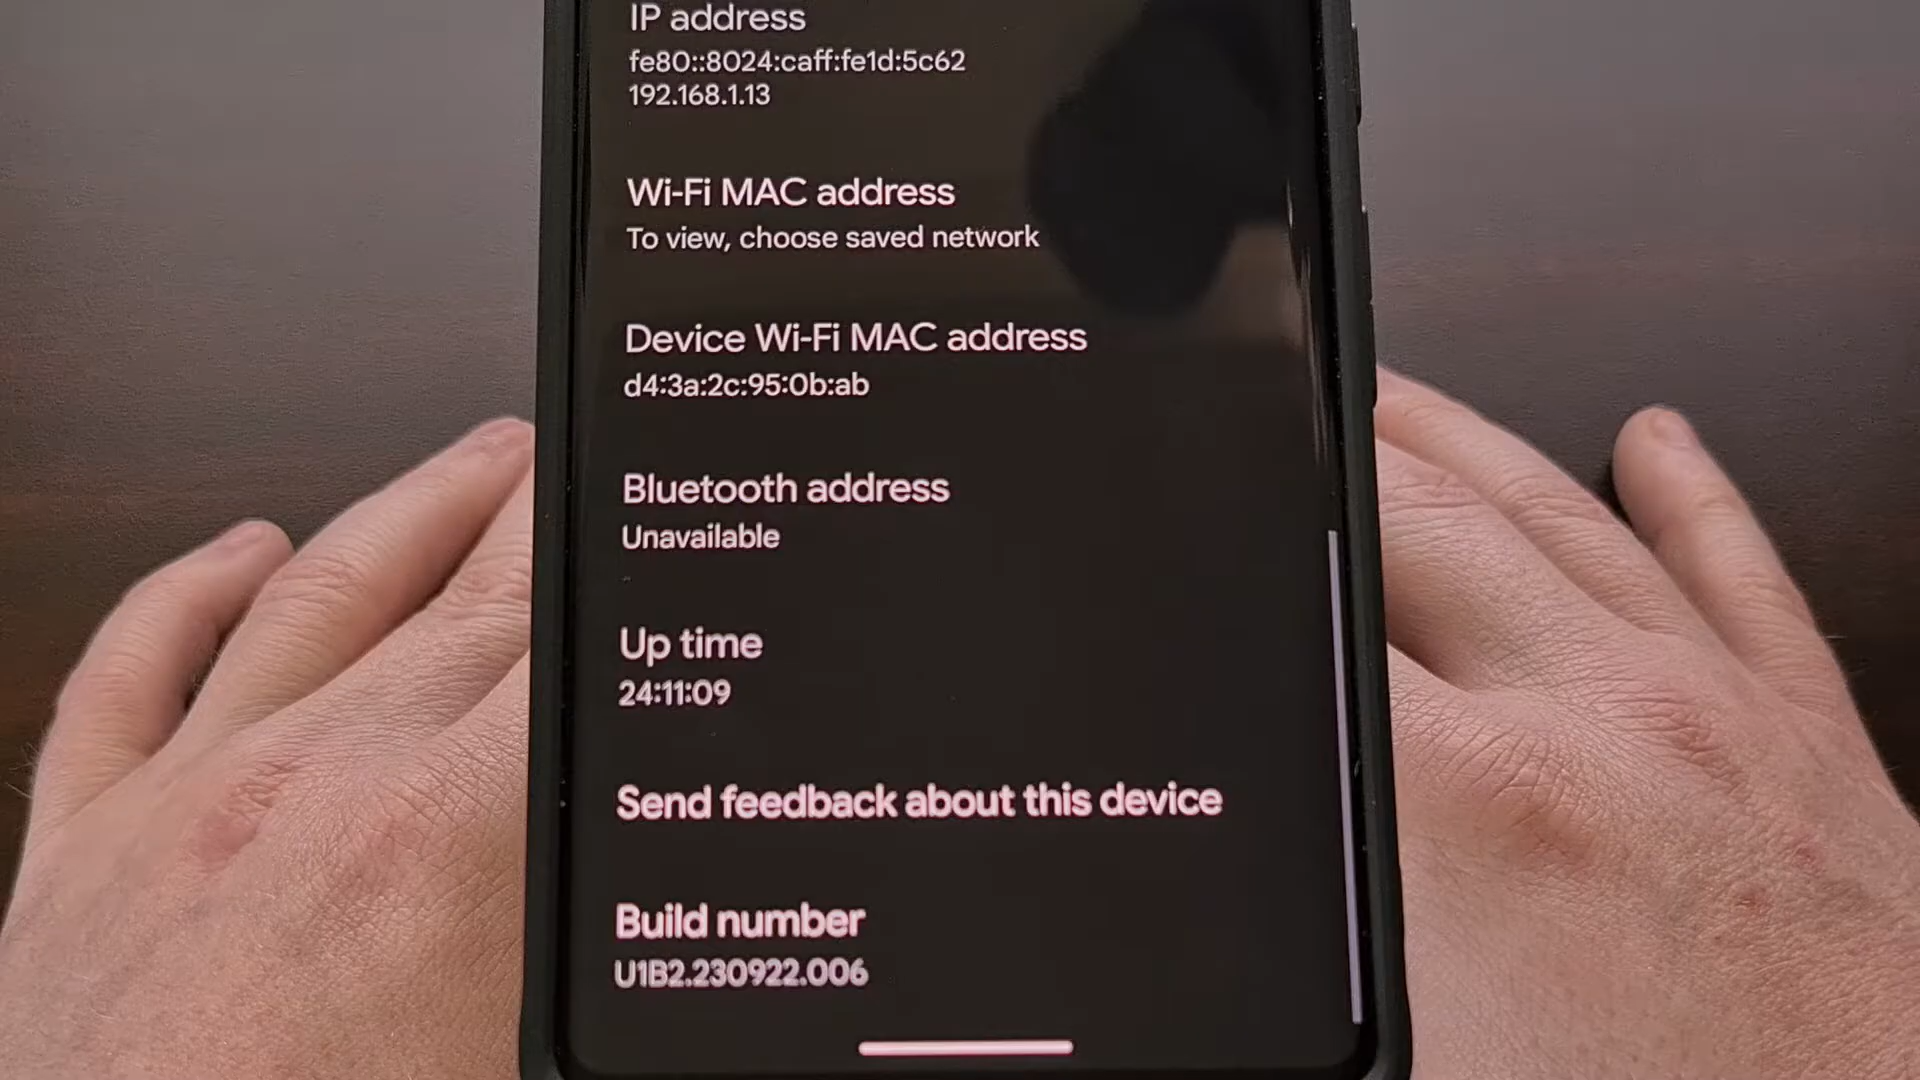 IP address
fe80::8024:caff:fe1d:5c62
192.168.1.13
Wi-Fi MAC address
To view, choose saved network
Device Wi-Fi MAC address
d4:3a:2c:95:0b:ab
Bluetooth address
Unavailable
Up time
24:11:09
Send feedback about this device
Build number
U1B2.230922.006